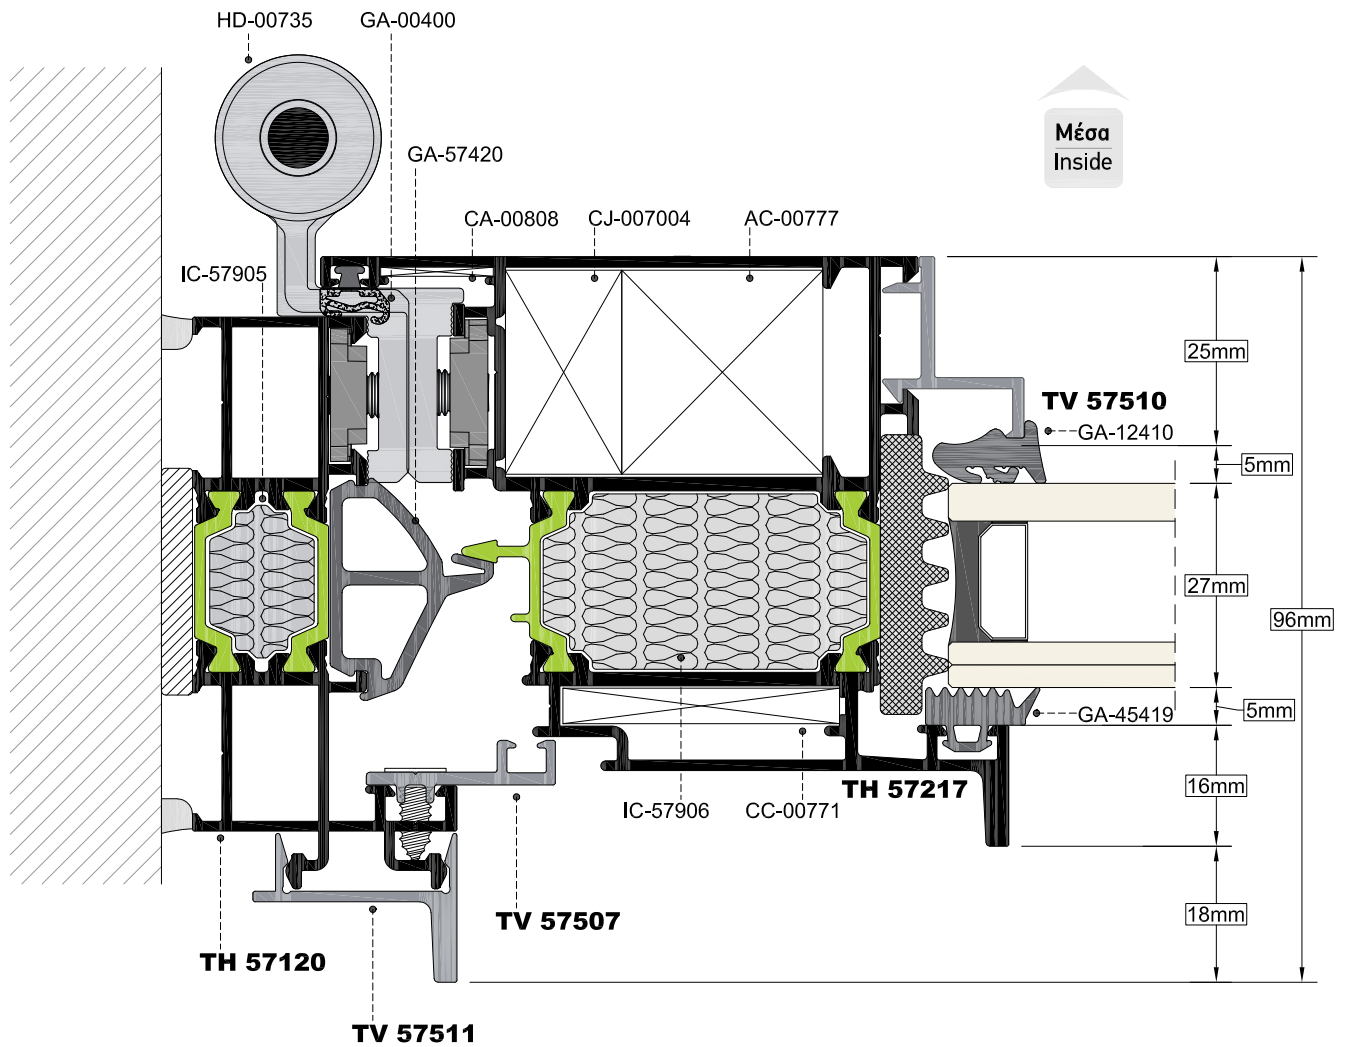 HD-00735
GA-00400
Μέσα
Inside
GA-57420
CA-00808
CJ-007004
AC-00777
IC-57905
25mm
TV 57510
GA-12410
5mm
27mm
96mm
GA-45419
5mm
TH 57217
16mm
IC-57906
CC-00771
18mm
TV 57507
TH 57120
TV 57511